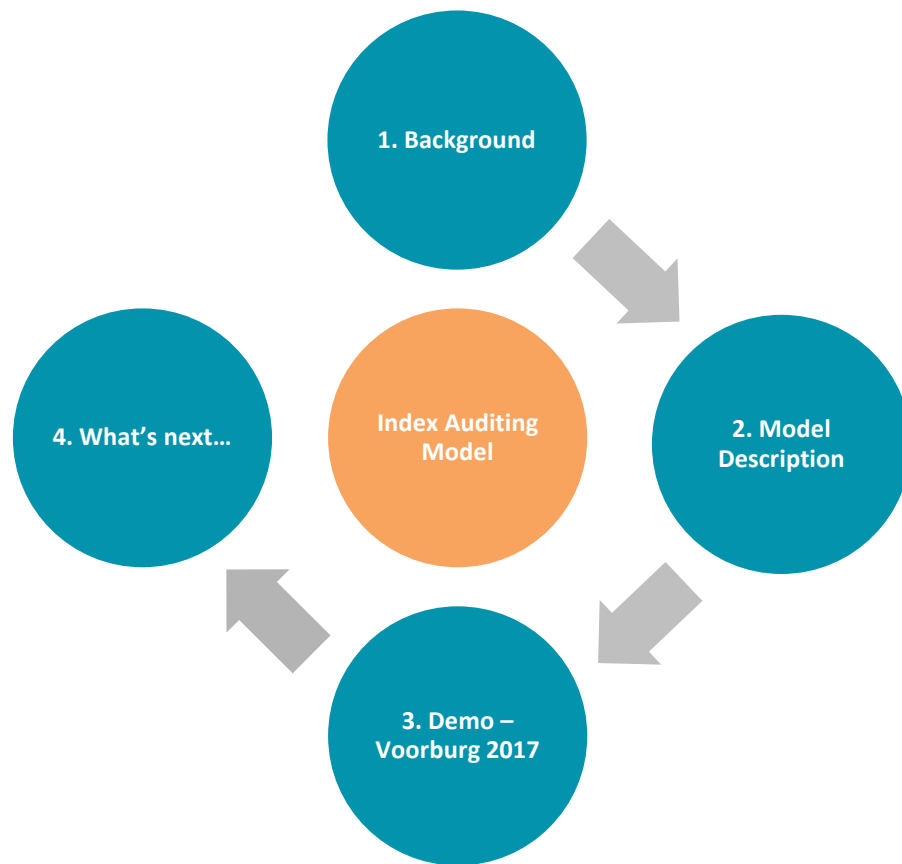 1. Background
Index Auditing
Model
2. Model
Description
3. Demo –
Voorburg 2017
4. What’s next…